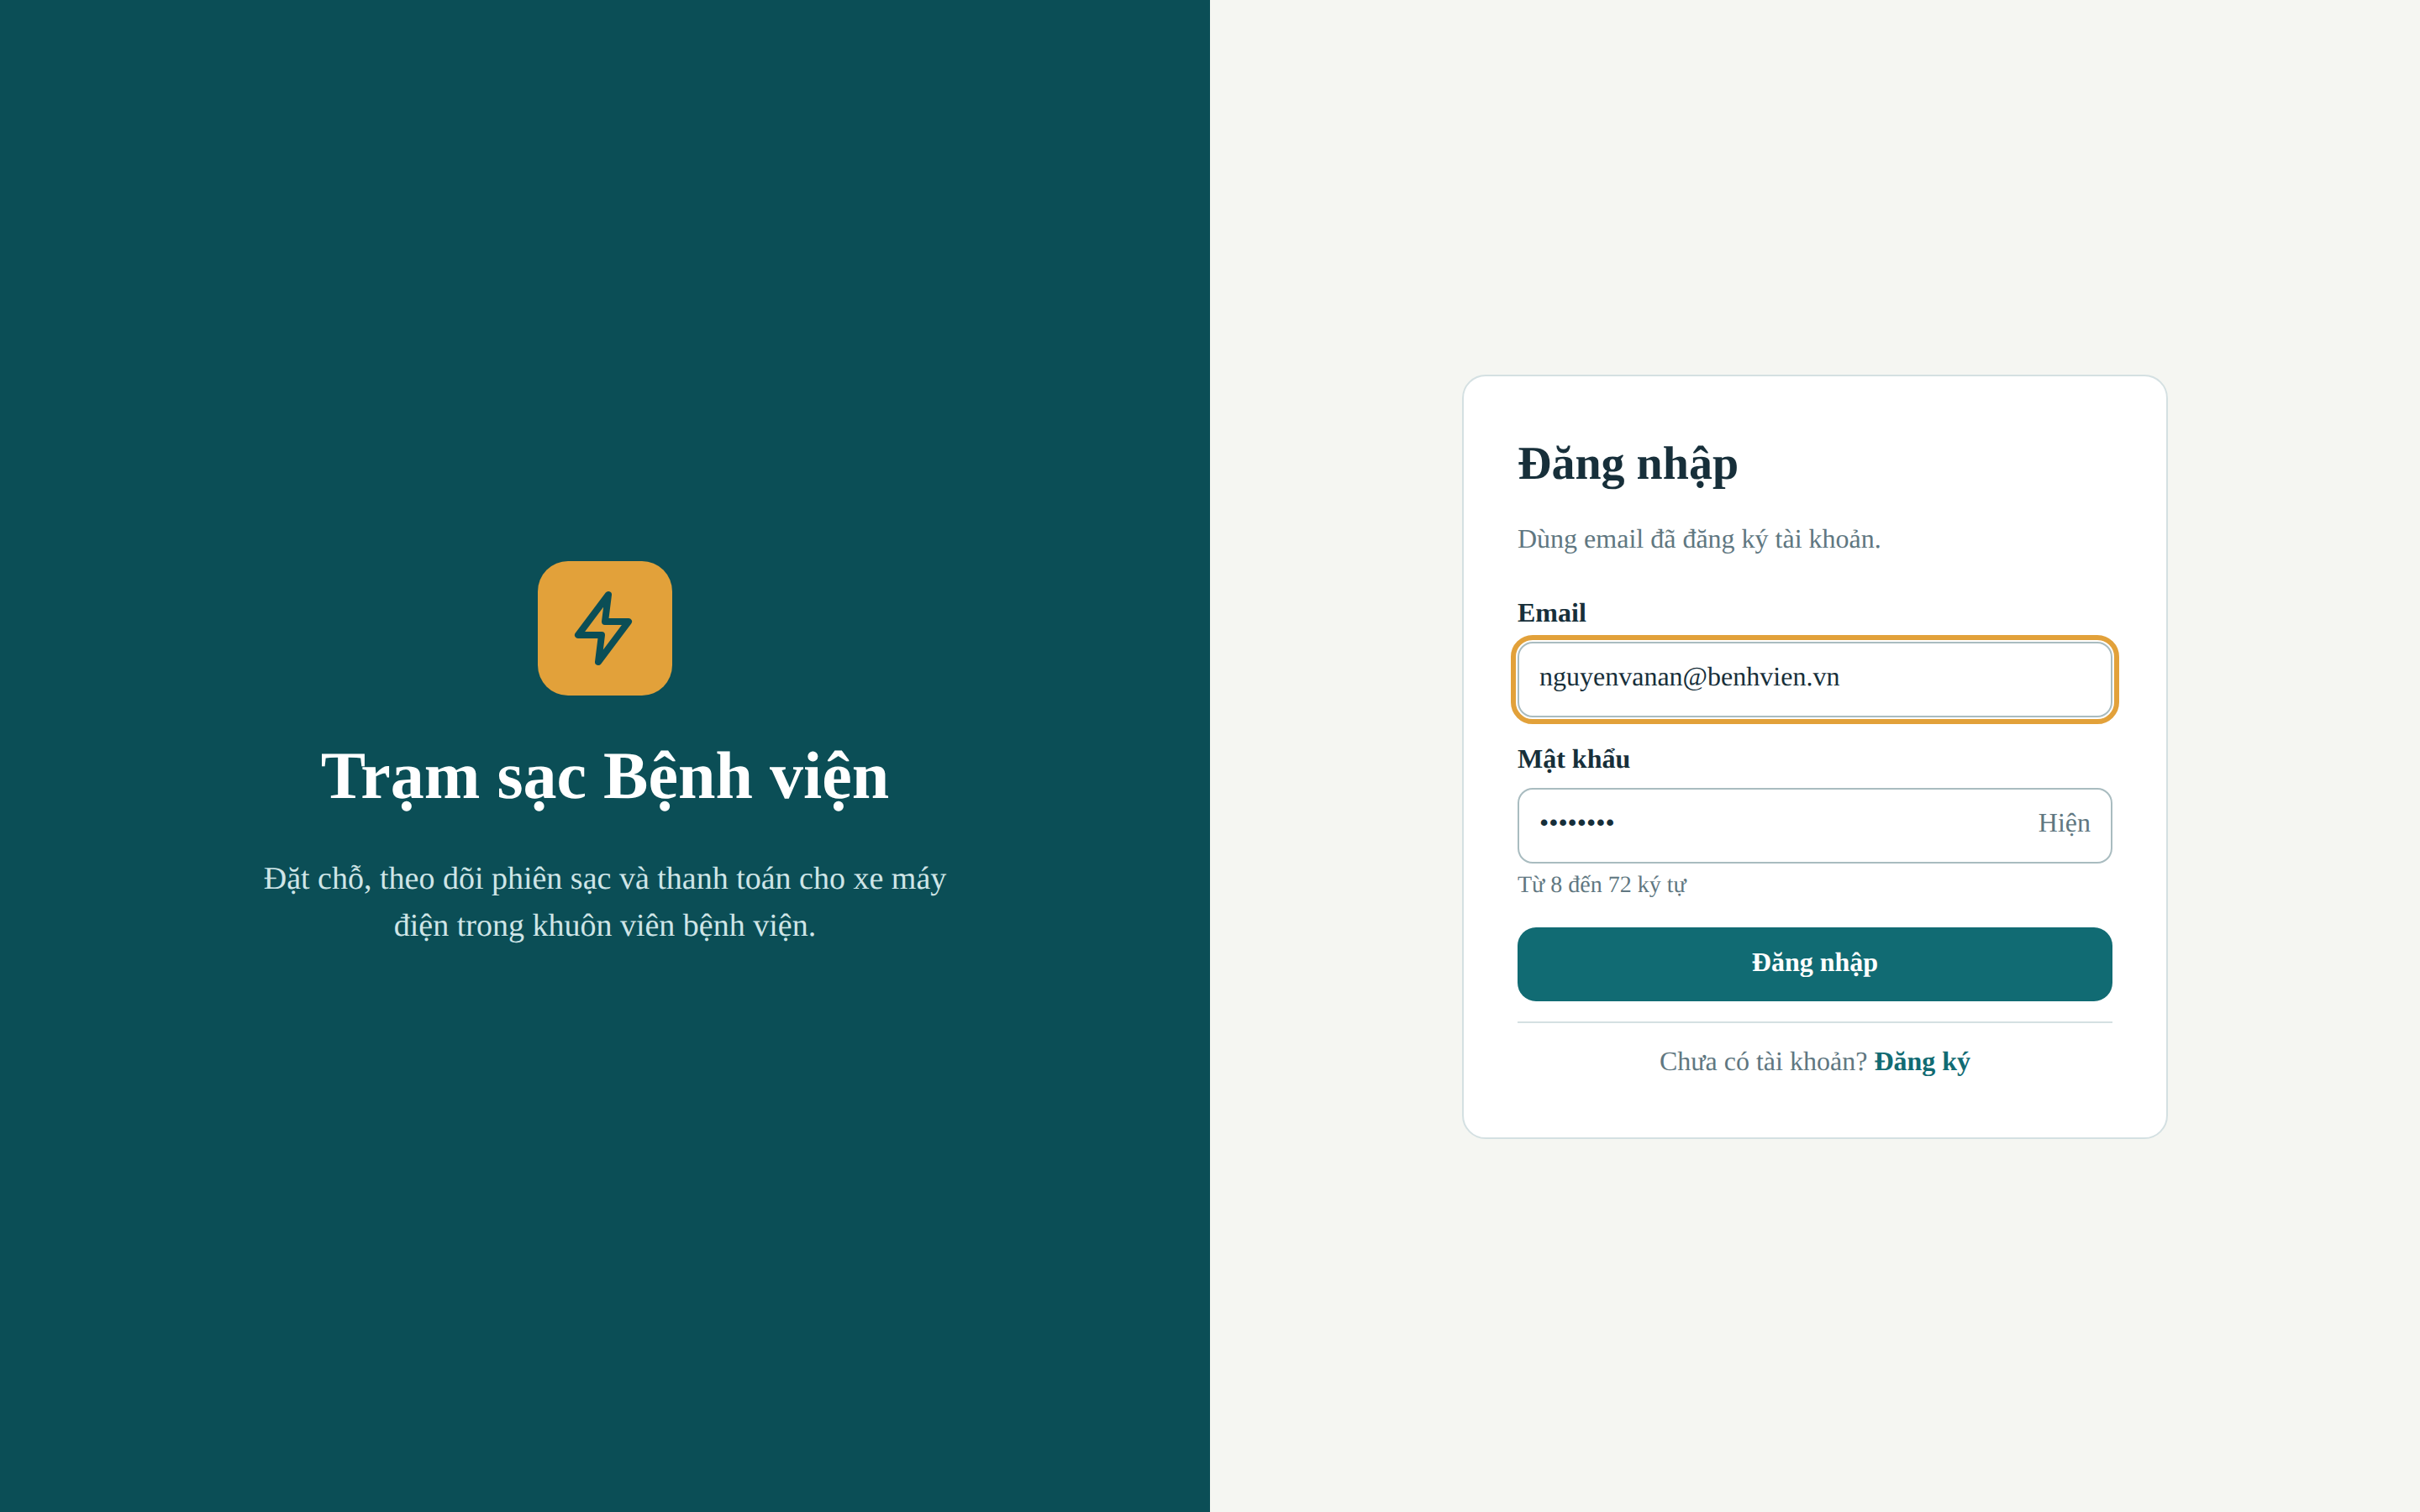 Trạm sạc Bệnh viện
Đặt chỗ, theo dõi phiên sạc và thanh toán cho xe máy
điện trong khuôn viên bệnh viện.
Đăng nhập
Dùng email đã đăng ký tài khoản.
Email
nguyenvanan@benhvien.vn
Mật khẩu
••••••••
Hiện
Từ 8 đến 72 ký tự
Đăng nhập
Chưa có tài khoản? Đăng ký